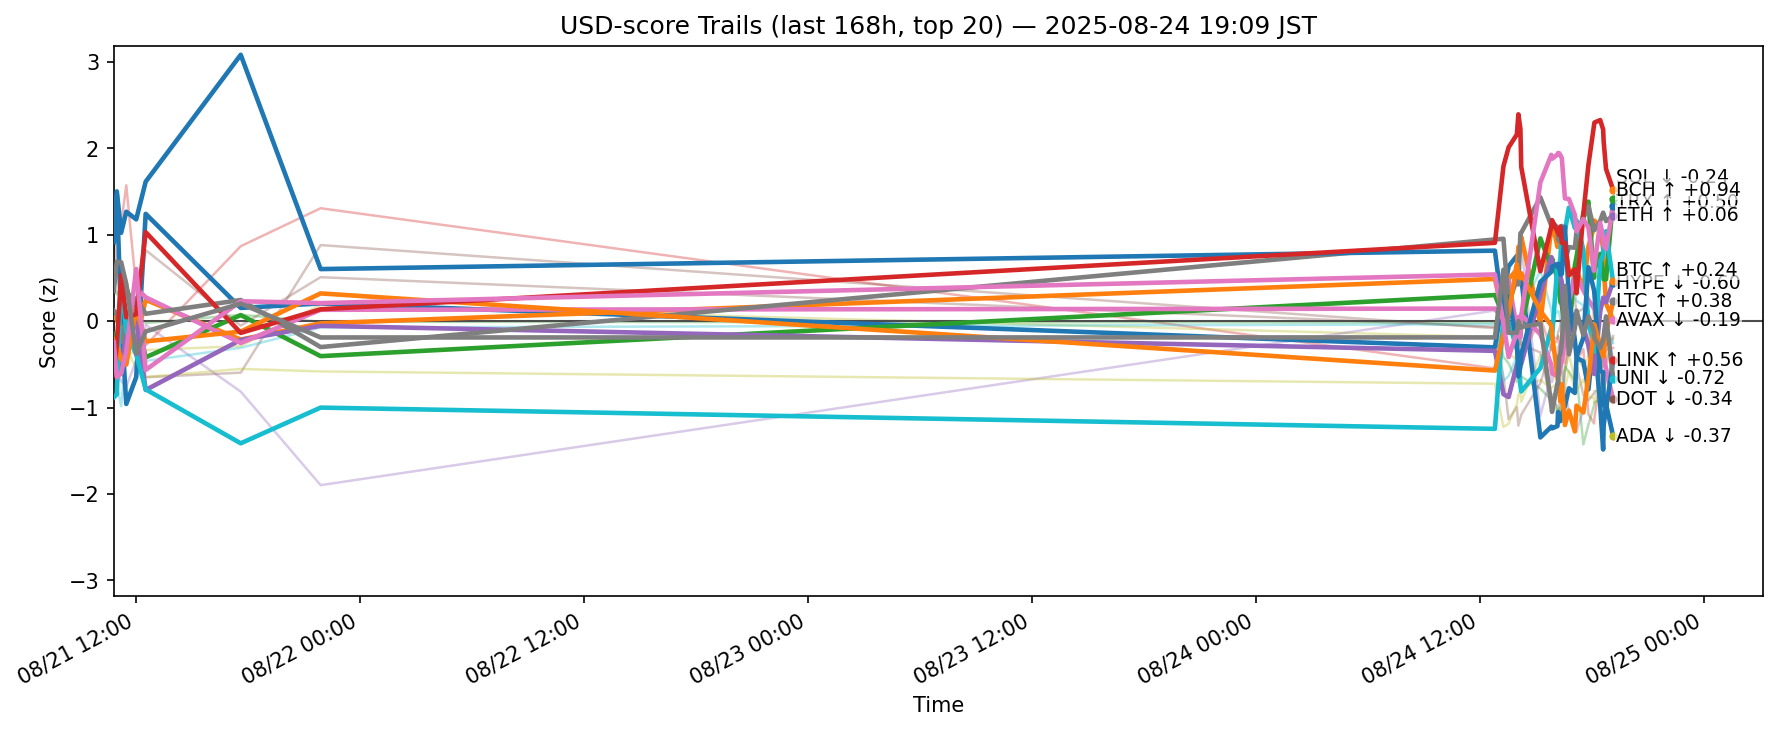 USD-score Trails (last 168h, top 20) — 2025-08-24 19:09 JST
Score (z)
3
2
1
0
−1
−2
−3
SOL ↓ -0.24
BCH ↑ +0.94
TRX ↑ +0.50
ETH ↑ +0.06
BTC ↑ +0.24
HYPE ↓ -0.60
LTC ↑ +0.38
AVAX ↓ -0.19
LINK ↑ +0.56
UNI ↓ -0.72
DOT ↓ -0.34
ADA ↓ -0.37
08/21 12:00
08/22 00:00
08/22 12:00
08/23 00:00
08/23 12:00
08/24 00:00
08/24 12:00
08/25 00:00
Time